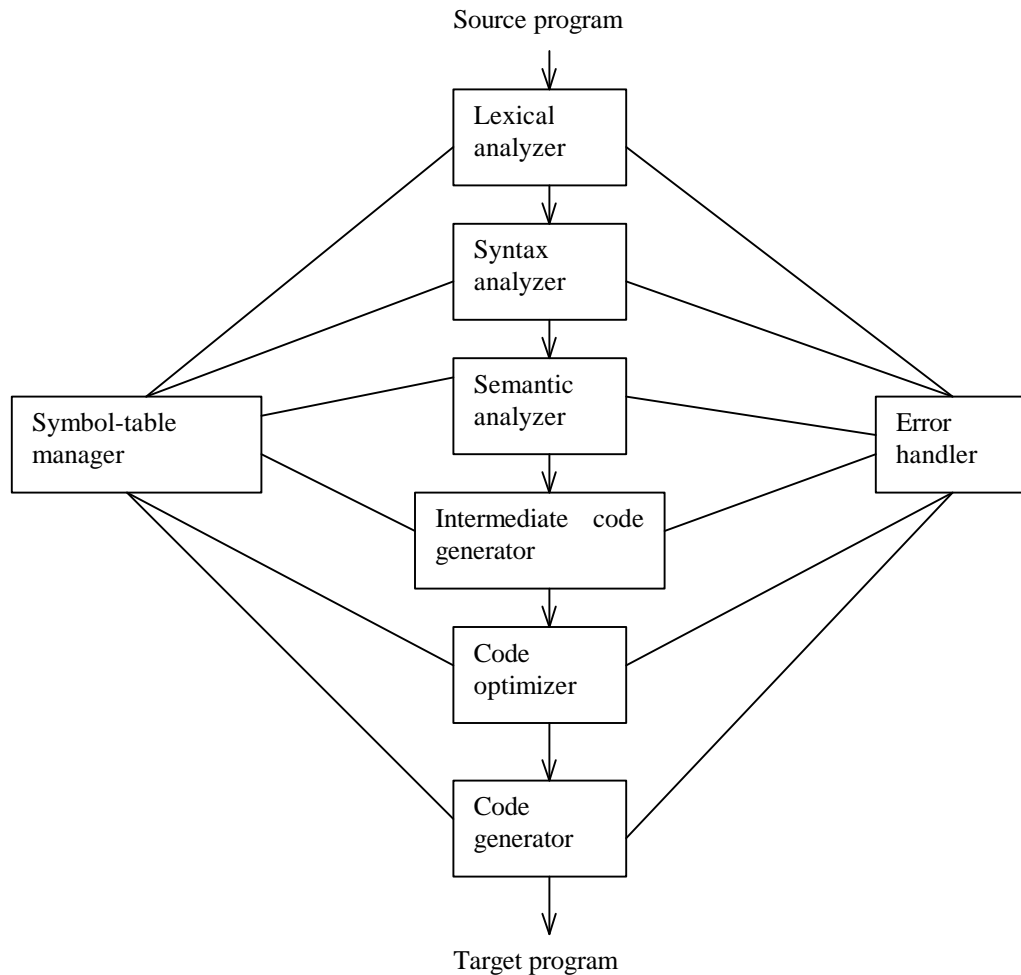 Source program
Lexical
analyzer
Syntax
analyzer
Semantic
analyzer
Symbol-table
manager
Error
handler
Intermediate code
generator
Code
optimizer
Code
generator
Target program